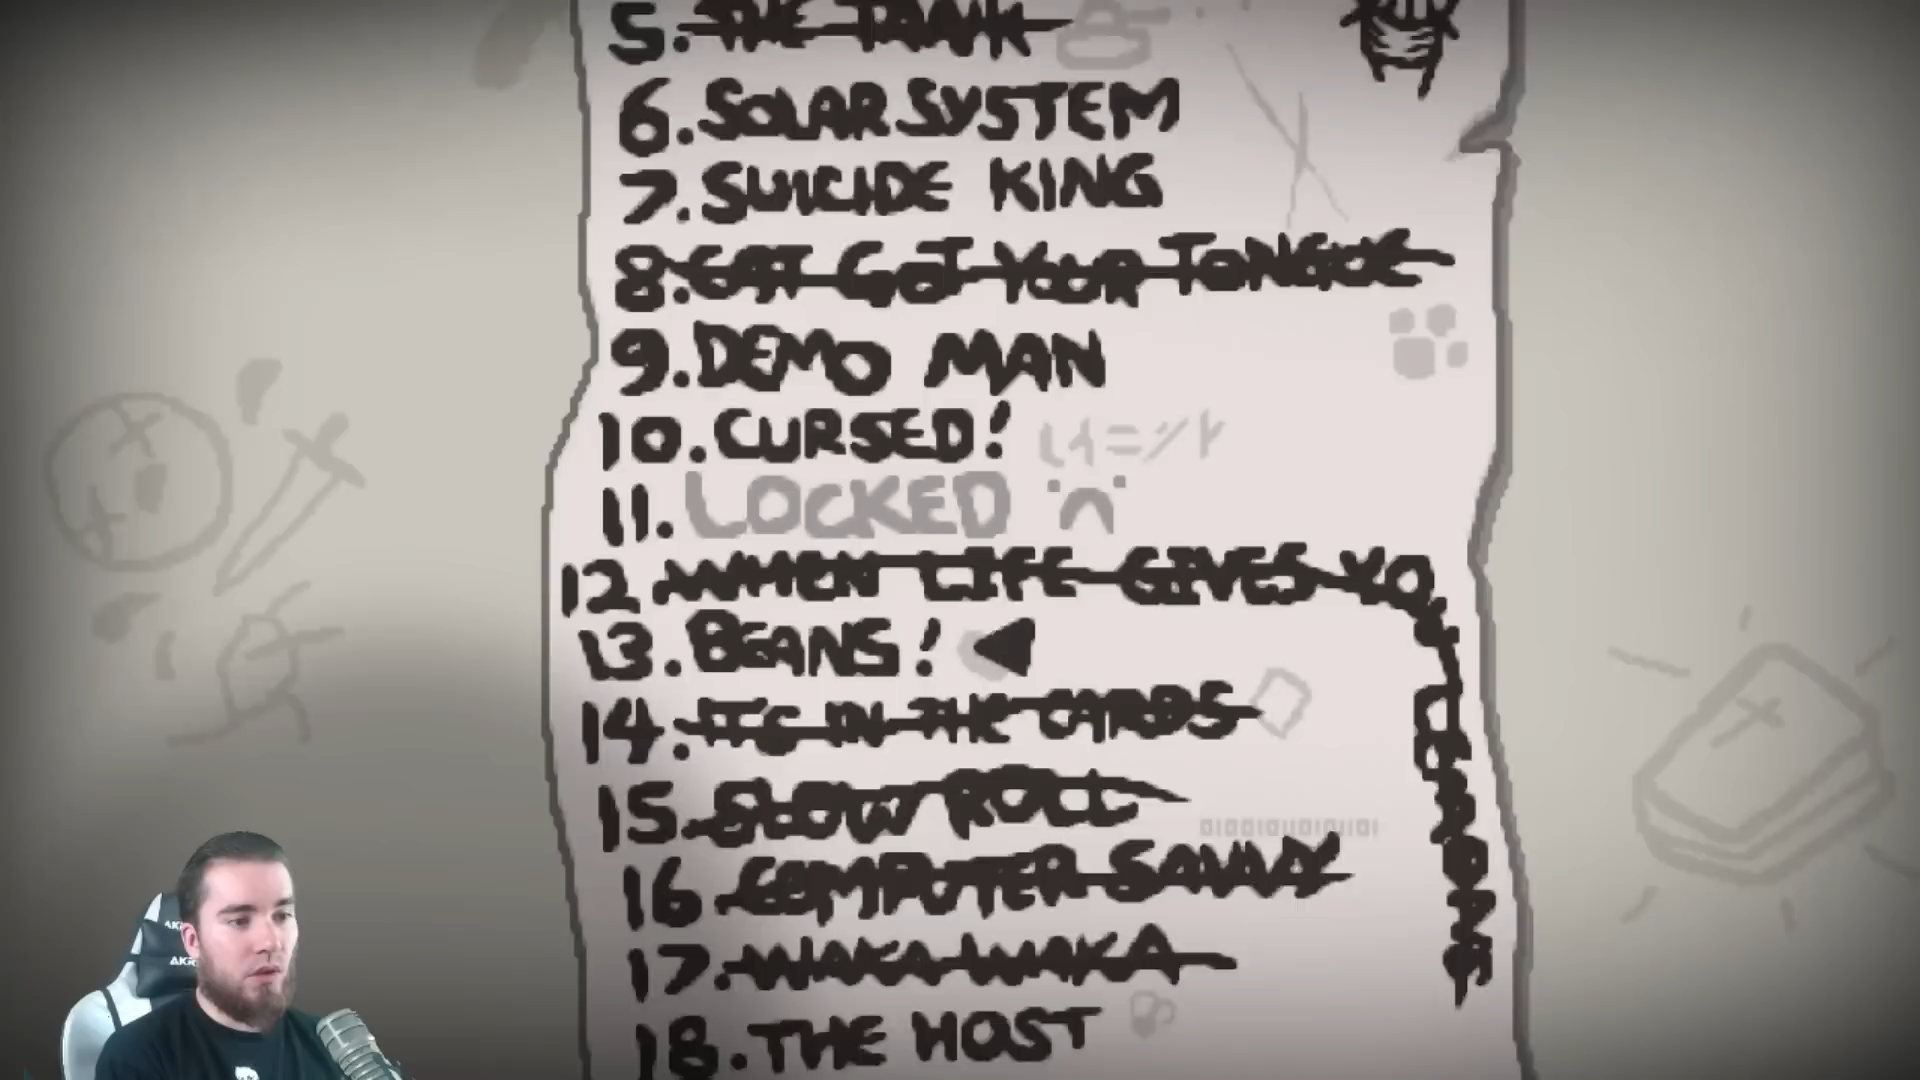 5. THE TANK
6. SOLAR SYSTEM
7. SUICIDE KING
8. CAT GOT YOUR TONGUE
9. DEMO MAN
10. CURSED!
11. LOCKED
12 WHEN LIFE GIVES YOU LEMONS
13. BEANS!
14. IT'S IN THE CARDS
15. SLOW ROLL
16. COMPUTER SAVVY
17. WAKA WAKA
18. THE HOST